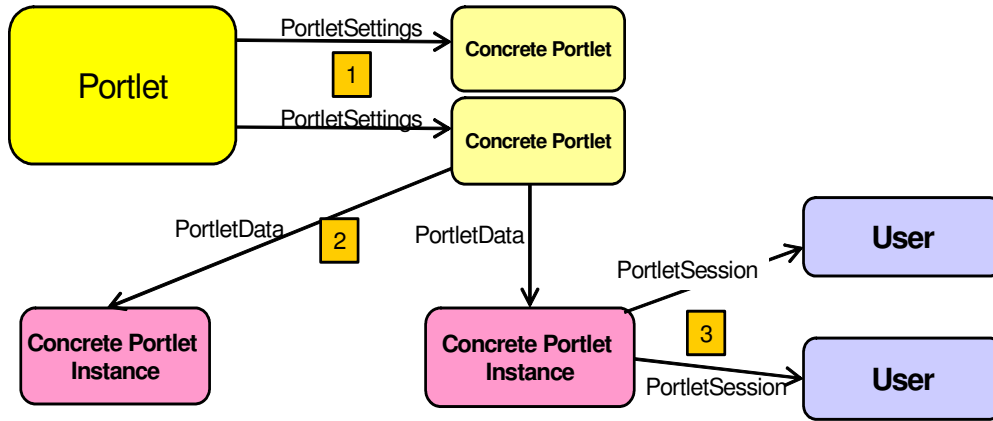 PortletSettings
Concrete Portlet
1
Portlet
PortletSettings
Concrete Portlet
PortletData
2
PortletData
User
PortletSession
Concrete Portlet
Instance
Concrete Portlet
Instance
3
PortletSession
User